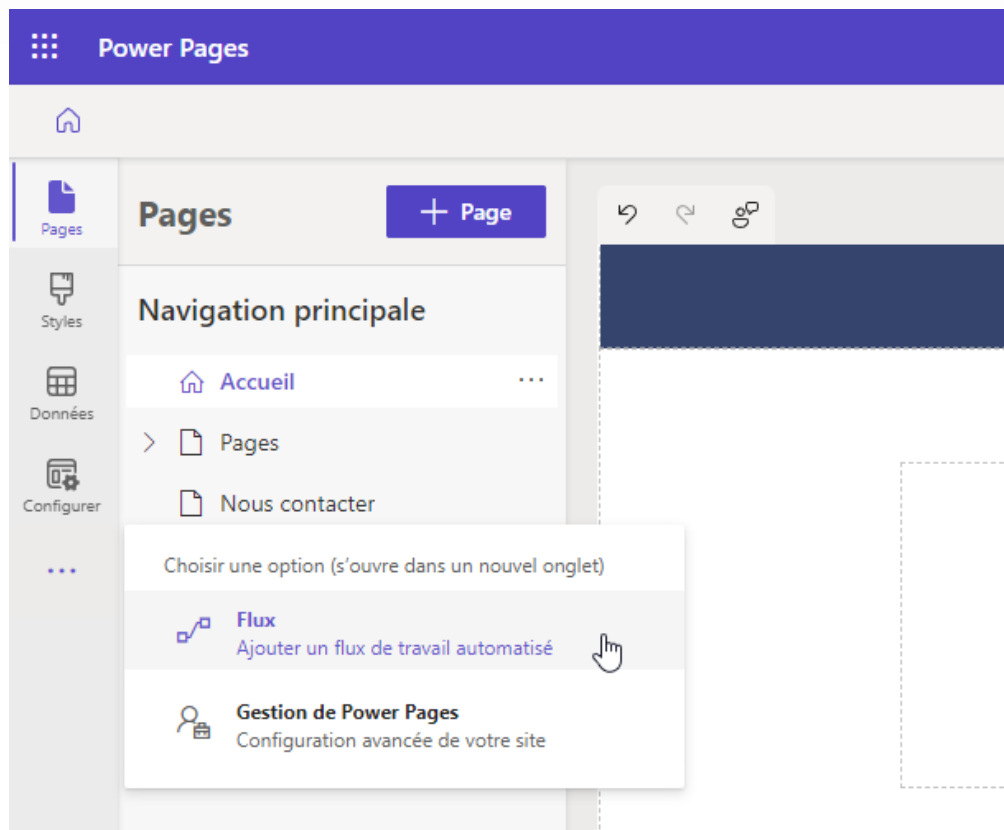 Power Pages
Pages
Styles
Données
Configurer
Pages
Page
Navigation principale
Accueil
Pages
Nous contacter
Choisir une option (s'ouvre dans un nouvel onglet)
Flux
Ajouter un flux de travail automatisé
Gestion de Power Pages
Configuration avancée de votre site